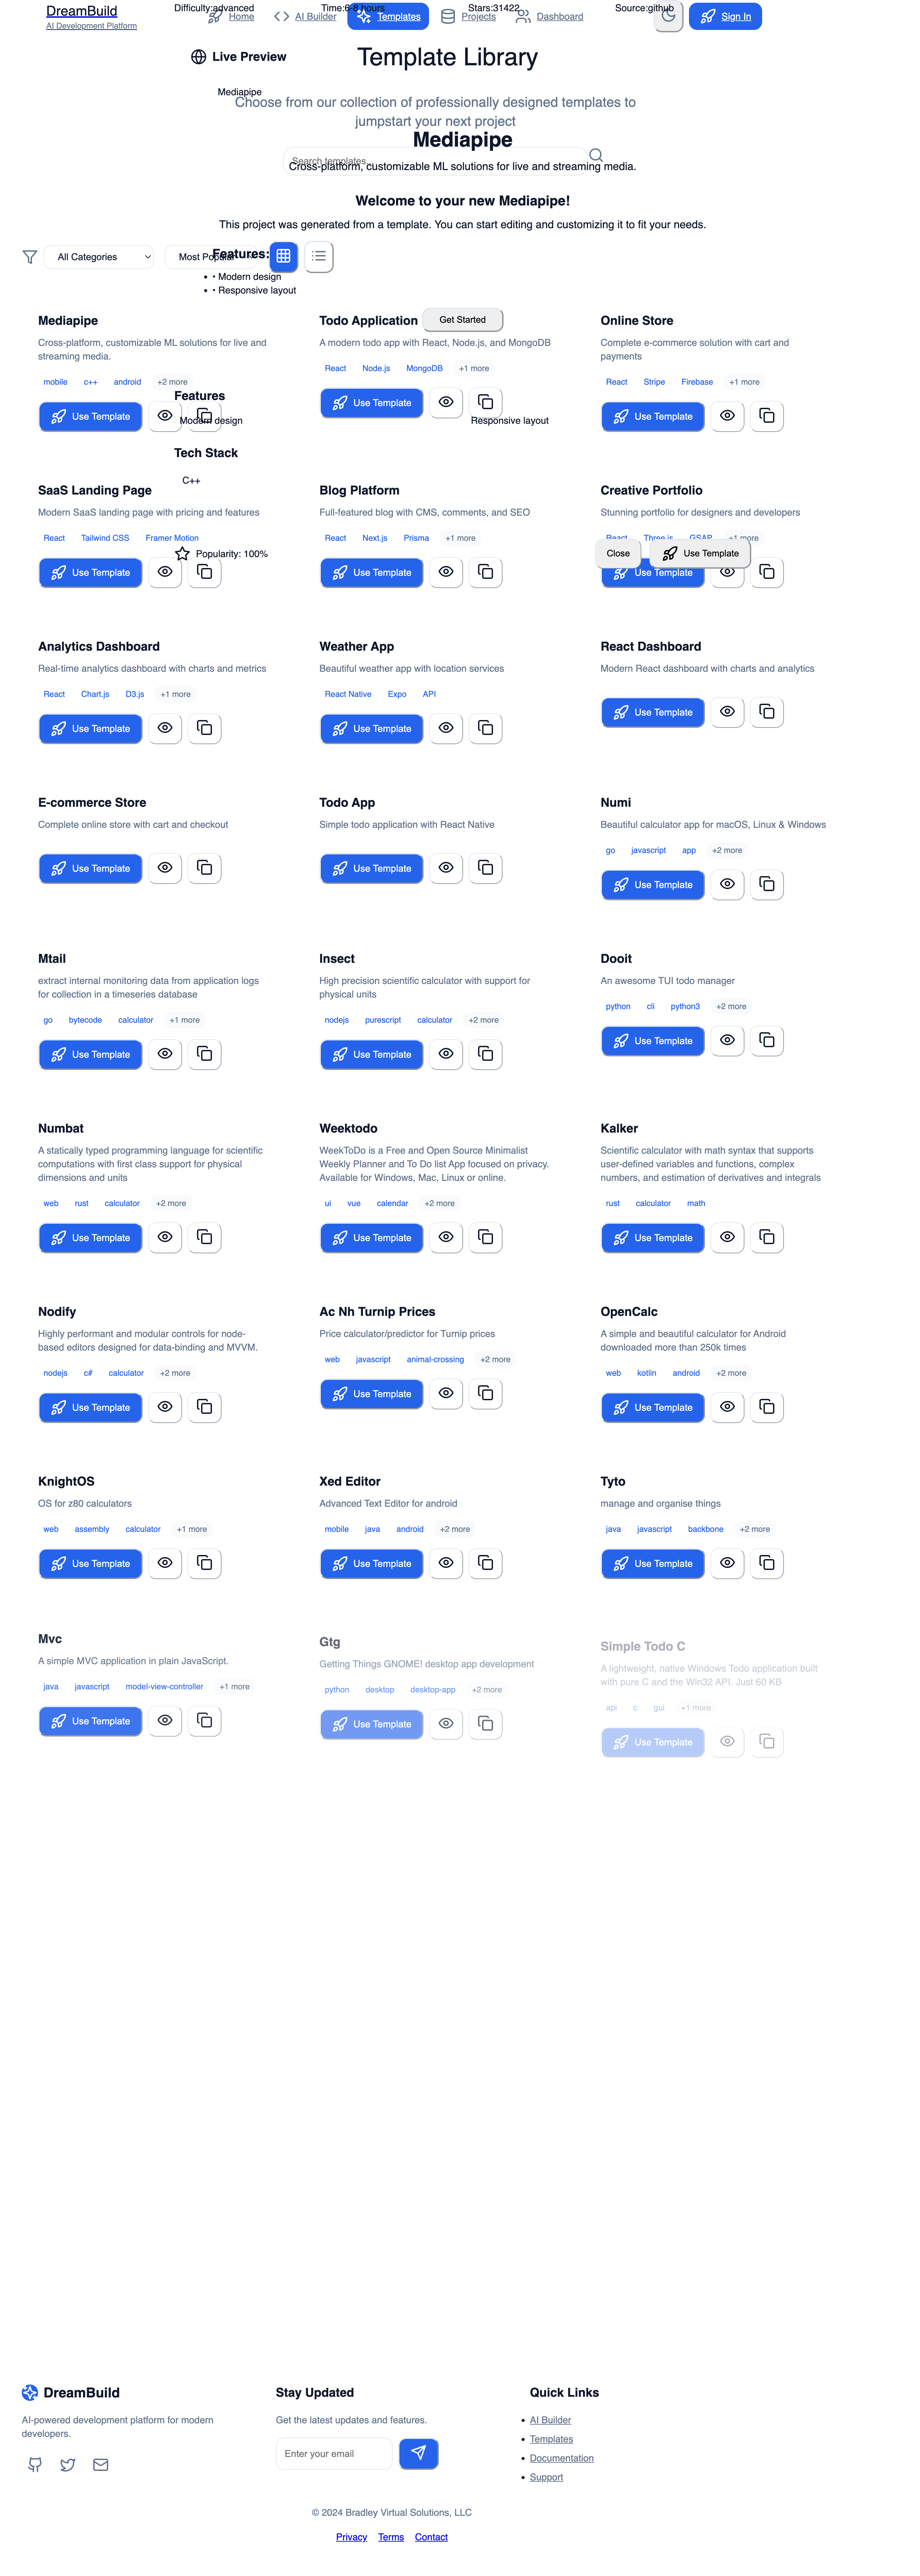 DreamBuild
AI Development Platform
Difficulty:advanced
Time:6-8 hours
Stars:31422
Source:github
Home
AI Builder
Templates
Projects
Dashboard
Sign In
Live Preview
Template Library
Mediapipe
Choose from our collection of professionally designed templates to
jumpstart your next project
Mediapipe
Search templates...
Cross-platform, customizable ML solutions for live and streaming media.
Welcome to your new Mediapipe!
This project was generated from a template. You can start editing and customizing it to fit your needs.
All Categories
Most Popular
Features:
• Modern design
• Responsive layout
Get Started
Mediapipe
Cross-platform, customizable ML solutions for live and
streaming media.
mobile c++ android +2 more
Use Template
Todo Application
A modern todo app with React, Node.js, and MongoDB
React Node.js MongoDB +1 more
Use Template
Online Store
Complete e-commerce solution with cart and
payments
React Stripe Firebase +1 more
Use Template
Features
Modern design
Responsive layout
Tech Stack
C++
SaaS Landing Page
Modern SaaS landing page with pricing and features
React Tailwind CSS Framer Motion
Use Template
Blog Platform
Full-featured blog with CMS, comments, and SEO
React Next.js Prisma +1 more
Use Template
Creative Portfolio
Stunning portfolio for designers and developers
React Three.js GSAP +1 more
Use Template
Popularity: 100%
Close
Use Template
Analytics Dashboard
Real-time analytics dashboard with charts and metrics
React Chart.js D3.js +1 more
Use Template
Weather App
Beautiful weather app with location services
React Native Expo API
Use Template
React Dashboard
Modern React dashboard with charts and analytics
Use Template
E-commerce Store
Complete online store with cart and checkout
Use Template
Todo App
Simple todo application with React Native
Use Template
Numi
Beautiful calculator app for macOS, Linux & Windows
go javascript app +2 more
Use Template
Mtail
extract internal monitoring data from application logs
for collection in a timeseries database
go bytecode calculator +1 more
Use Template
Insect
High precision scientific calculator with support for
physical units
nodejs purescript calculator +2 more
Use Template
Dooit
An awesome TUI todo manager
python cli python3 +2 more
Use Template
Numbat
A statically typed programming language for scientific
computations with first class support for physical
dimensions and units
web rust calculator +2 more
Use Template
Weektodo
WeekToDo is a Free and Open Source Minimalist
Weekly Planner and To Do list App focused on privacy.
Available for Windows, Mac, Linux or online.
ui vue calendar +2 more
Use Template
Kalker
Scientific calculator with math syntax that supports
user-defined variables and functions, complex
numbers, and estimation of derivatives and integrals
rust calculator math
Use Template
Nodify
Highly performant and modular controls for node-
based editors designed for data-binding and MVVM.
nodejs c# calculator +2 more
Use Template
Ac Nh Turnip Prices
Price calculator/predictor for Turnip prices
web javascript animal-crossing +2 more
Use Template
OpenCalc
A simple and beautiful calculator for Android
downloaded more than 250k times
web kotlin android +2 more
Use Template
KnightOS
OS for z80 calculators
web assembly calculator +1 more
Use Template
Xed Editor
Advanced Text Editor for android
mobile java android +2 more
Use Template
Tyto
manage and organise things
java javascript backbone +2 more
Use Template
Mvc
A simple MVC application in plain JavaScript.
java javascript model-view-controller +1 more
Use Template
Gtg
Getting Things GNOME! desktop app development
python desktop desktop-app +2 more
Use Template
Simple Todo C
A lightweight, native Windows Todo application built
with pure C and the Win32 API. Just 60 KB
api c gui +1 more
Use Template
DreamBuild
AI-powered development platform for modern
developers.
Stay Updated
Get the latest updates and features.
Enter your email
Quick Links
AI Builder
Templates
Documentation
Support
© 2024 Bradley Virtual Solutions, LLC
Privacy Terms Contact